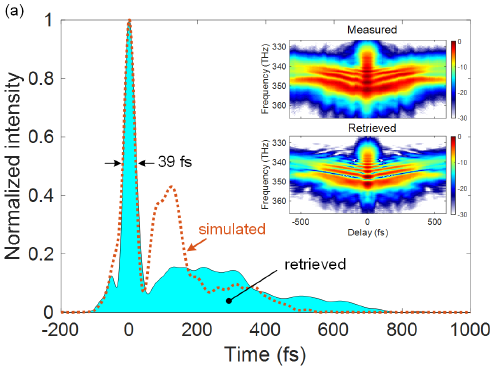 (a)
Normalized intensity
1
0.8
0.6
0.4
0.2
0
-200
0
200
400
600
800
1000
Time (fs)
39 fs
simulated
retrieved
Measured
Frequency (THz)
330
340
350
360
0
-10
-20
-30
Retrieved
Frequency (THz)
330
340
350
360
0
-10
-20
-30
-500
0
500
Delay (fs)